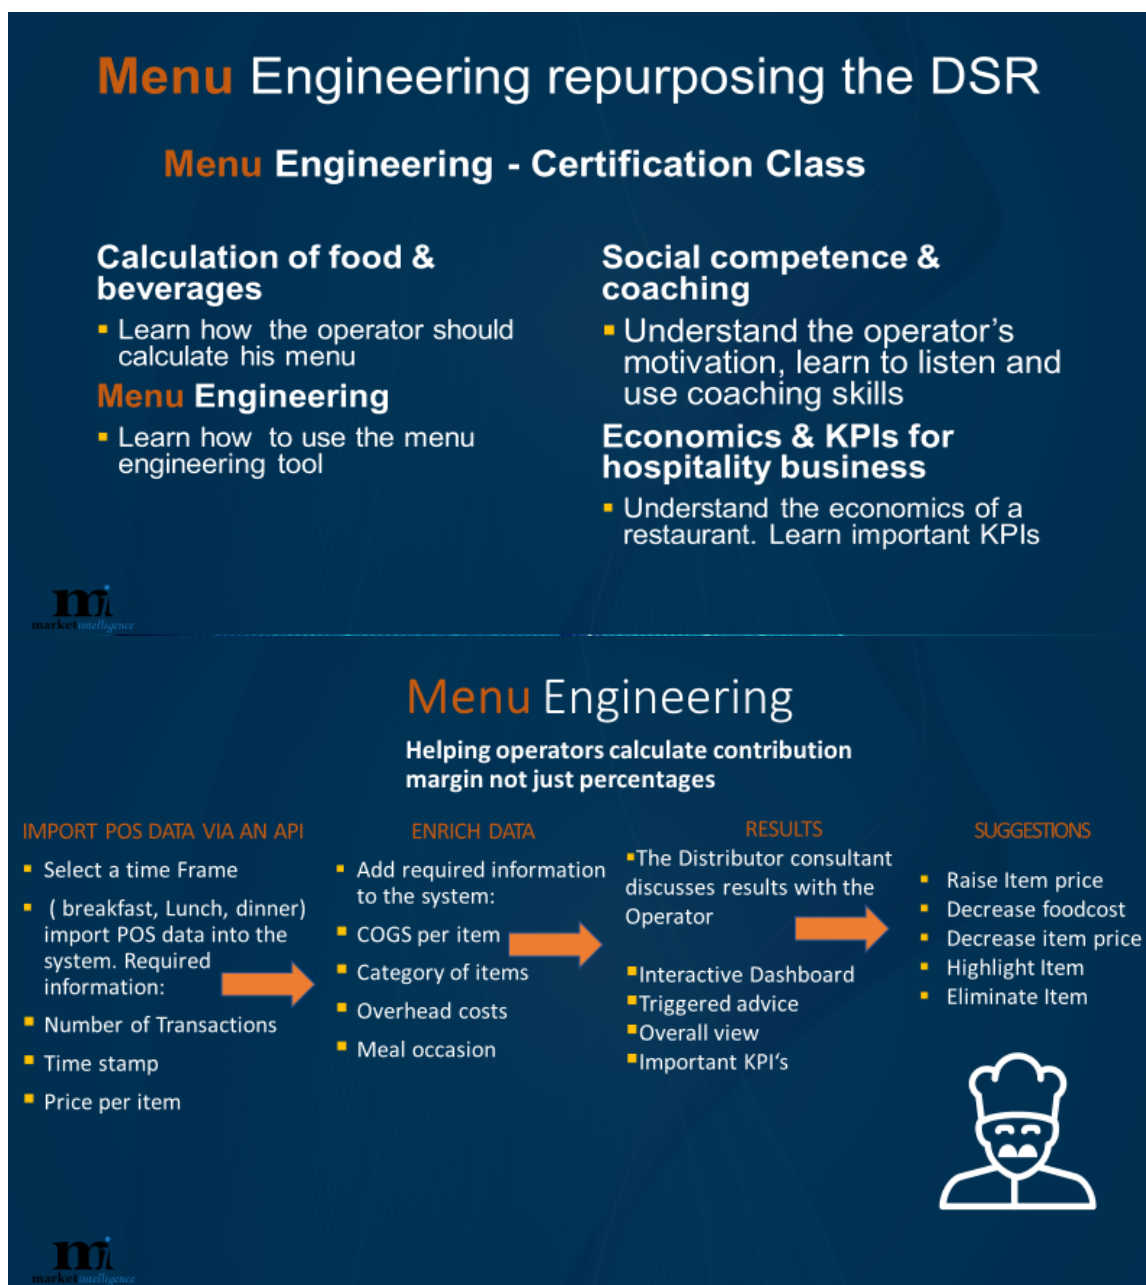 Menu Engineering repurposing the DSR
Menu Engineering - Certification Class
Calculation of food &
beverages
▪ Learn how the operator should
calculate his menu
Menu Engineering
▪ Learn how to use the menu
engineering tool
Social competence &
coaching
▪ Understand the operator's
motivation, learn to listen and
use coaching skills
Economics & KPIs for
hospitality business
▪ Understand the economics of a
restaurant. Learn important KPIs
mi
marketintelligence
Menu Engineering
Helping operators calculate contribution
margin not just percentages
IMPORT POS DATA VIA AN API
▪ Select a time Frame
▪ ( breakfast, Lunch, dinner)
import POS data into the
system. Required
information:
▪ Number of Transactions
▪ Time stamp
▪ Price per item
ENRICH DATA
▪ Add required information
to the system:
▪ COGS per item
▪ Category of items
▪ Overhead costs
▪ Meal occasion
RESULTS
▪The Distributor consultant
discusses results with the
Operator
▪Interactive Dashboard
▪Triggered advice
▪Overall view
▪Important KPI‘s
SUGGESTIONS
▪ Raise Item price
▪ Decrease foodcost
▪ Decrease item price
▪ Highlight Item
▪ Eliminate Item
mi
marketintelligence